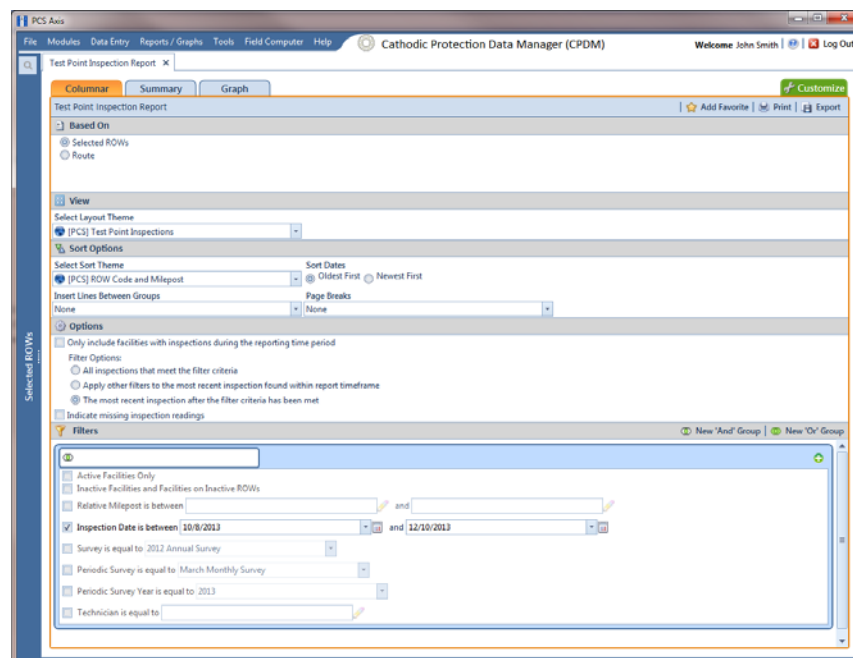 PCS Axis
File Modules Data Entry Reports / Graphs Tools Field Computer Help Cathodic Protection Data Manager (CPDM) Welcome John Smith | | Log Out
Test Point Inspection Report
Columnar Summary Graph Customize
Test Point Inspection Report | Add Favorite | Print | Export
Based On
Selected ROWs
Route
View
Select Layout Theme
[PCS] Test Point Inspections
Sort Options
Select Sort Theme Sort Dates
[PCS] ROW Code and Milepost Oldest First Newest First
Insert Lines Between Groups Page Breaks
None None
Options
Only include facilities with inspections during the reporting time period
Filter Options:
All inspections that meet the filter criteria
Apply other filters to the most recent inspection found within report timeframe
The most recent inspection after the filter criteria has been met
Indicate missing inspection readings
Filters New 'And' Group | New 'Or' Group
Active Facilities Only
Inactive Facilities and Facilities on Inactive ROWs
Relative Milepost is between and
Inspection Date is between 10/8/2013 and 12/10/2013
Survey is equal to 2012 Annual Survey
Periodic Survey is equal to March Monthly Survey
Periodic Survey Year is equal to 2013
Technician is equal to
Selected ROWs